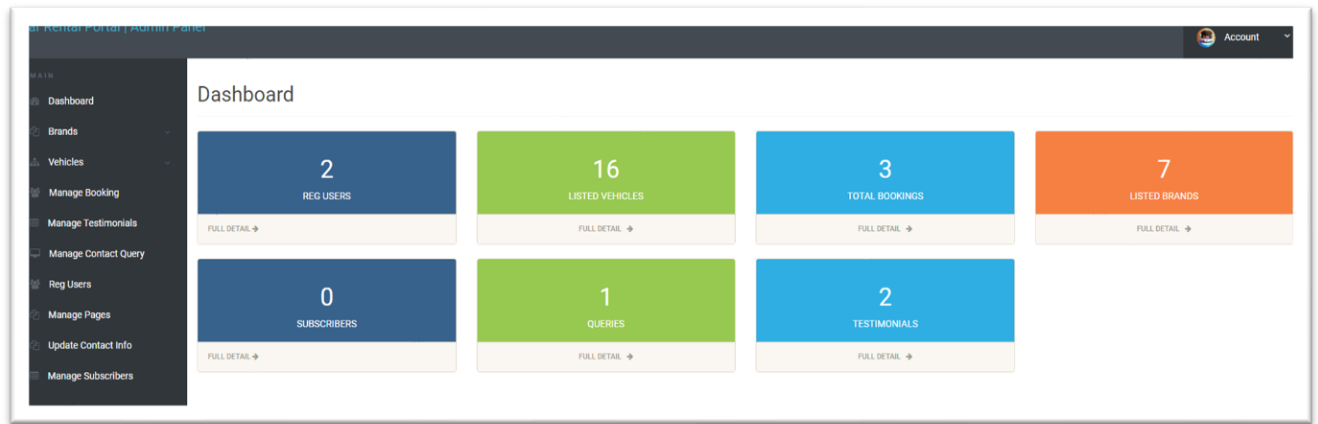 ar Rental Portal | Admin Panel
Account
MAIN
Dashboard
Brands
Vehicles
Manage Booking
Manage Testimonials
Manage Contact Query
Reg Users
Manage Pages
Update Contact Info
Manage Subscribers
Dashboard
2
REG USERS
FULL DETAIL
16
LISTED VEHICLES
FULL DETAIL
3
TOTAL BOOKINGS
FULL DETAIL
7
LISTED BRANDS
FULL DETAIL
0
SUBSCRIBERS
FULL DETAIL
1
QUERIES
FULL DETAIL
2
TESTIMONIALS
FULL DETAIL